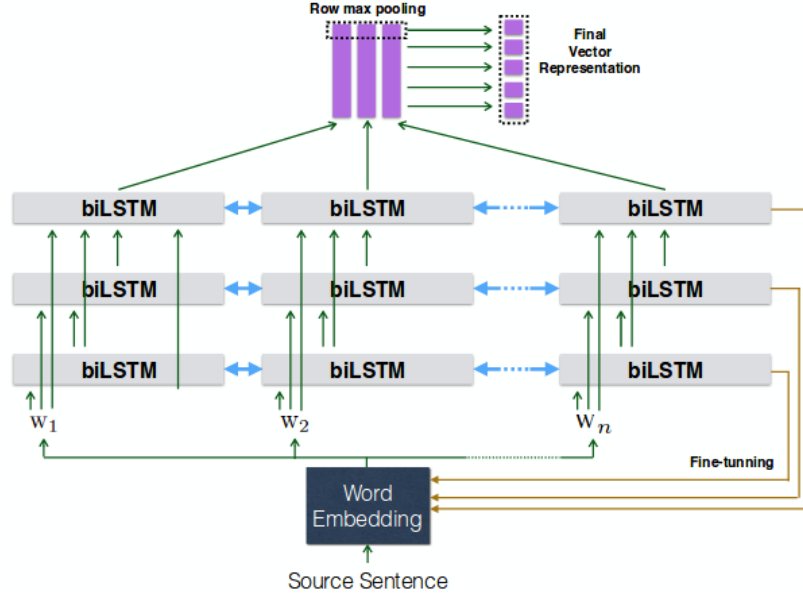 Row max pooling
Final
Vector
Representation
biLSTM biLSTM biLSTM
biLSTM biLSTM biLSTM
biLSTM biLSTM biLSTM
w1 w2 wn
Fine-tunning
Word
Embedding
Source Sentence